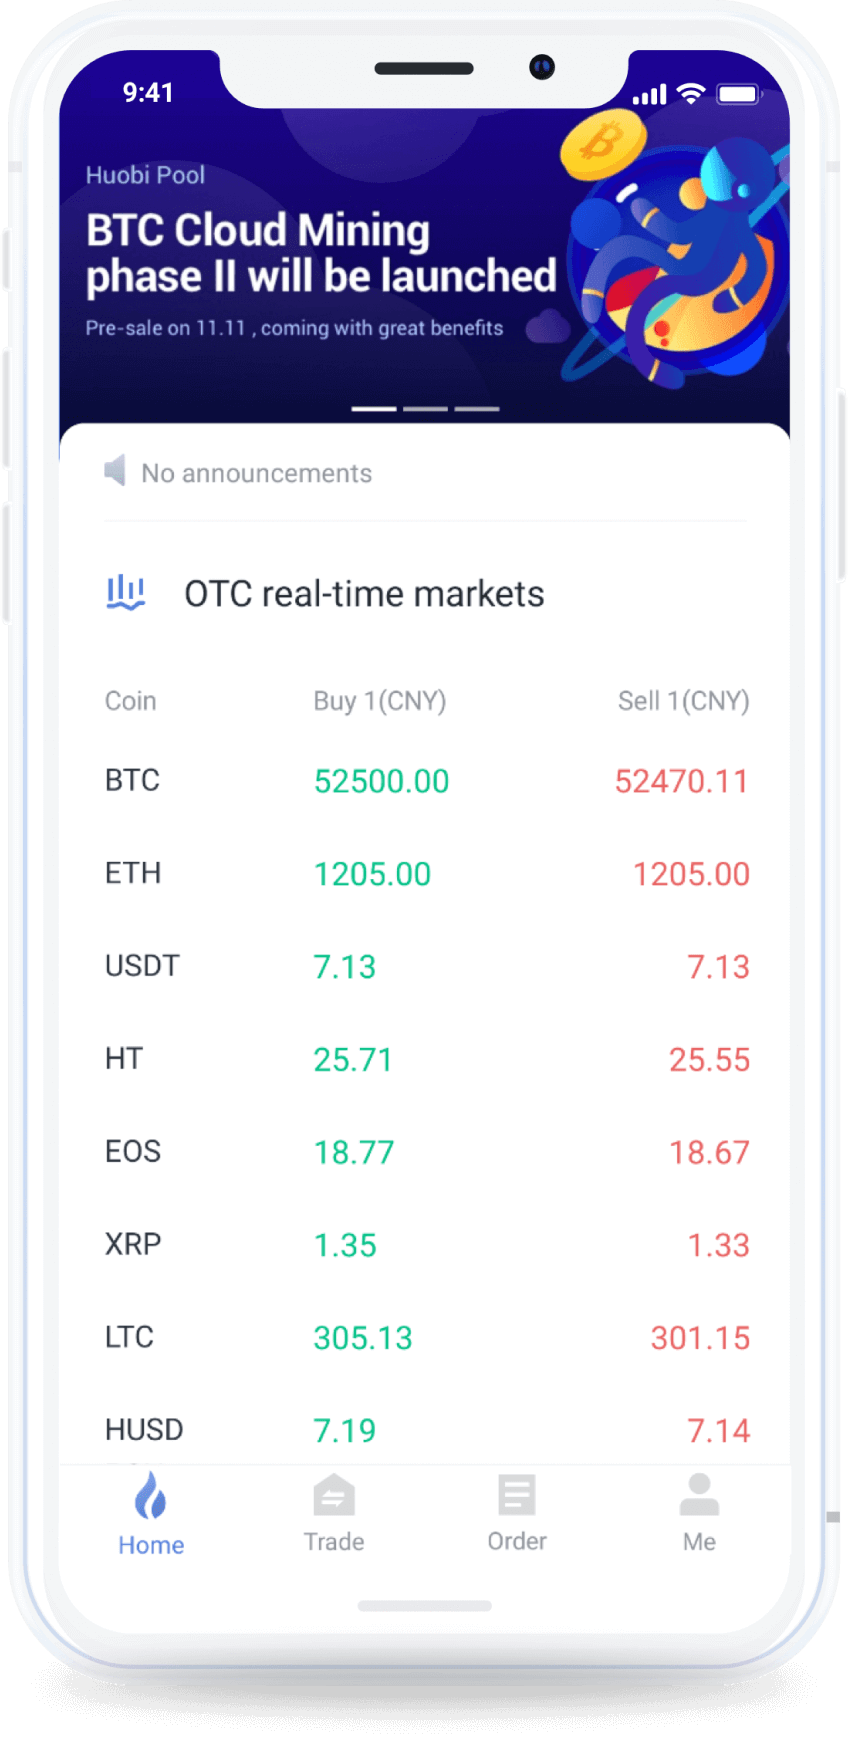 9:41
Huobi Pool
BTC Cloud Mining
phase II will be launched
Pre-sale on 11.11 , coming with great benefits
No announcements
OTC real-time markets
Coin Buy 1(CNY) Sell 1(CNY)
BTC 52500.00 52470.11
ETH 1205.00 1205.00
USDT 7.13 7.13
HT 25.71 25.55
EOS 18.77 18.67
XRP 1.35 1.33
LTC 305.13 301.15
HUSD 7.19 7.14
Home Trade Order Me